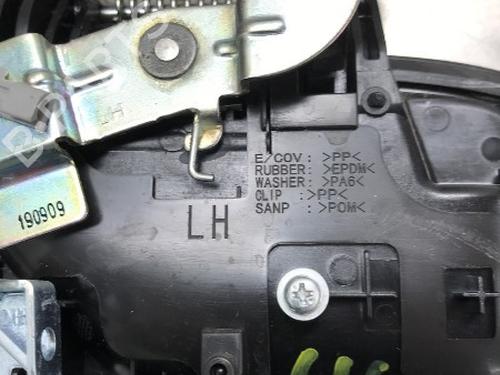 LH
E/COV : >PP<
RUBBER: >EPDM<
WASHER: >PA6<
CLIP : >PP<
SANP : >POM<
190909
LH